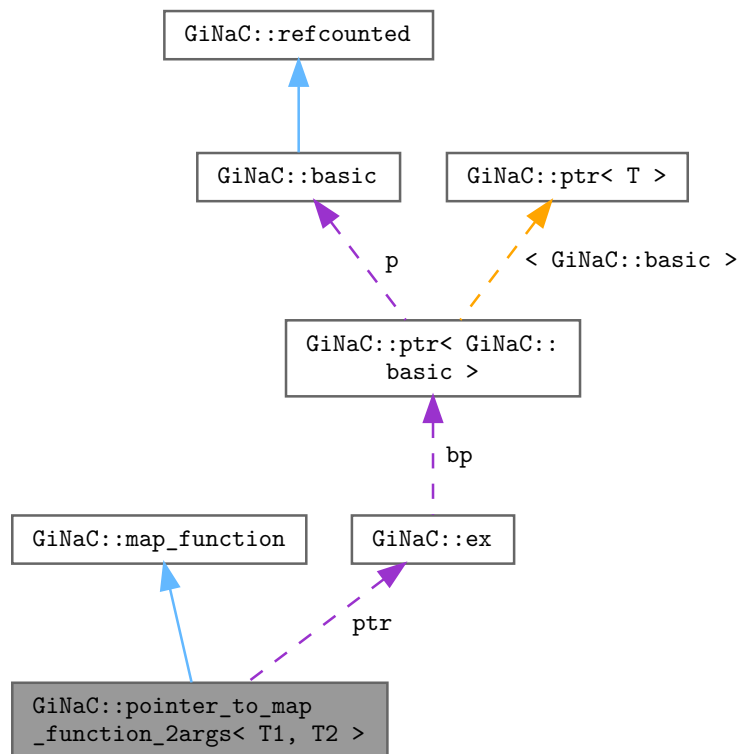 GiNaC::refcounted
GiNaC::basic
GiNaC::ptr< T >
p
< GiNaC::basic >
GiNaC::ptr< GiNaC::
basic >
bp
GiNaC::map_function
GiNaC::ex
ptr
GiNaC::pointer_to_map
_function_2args< T1, T2 >